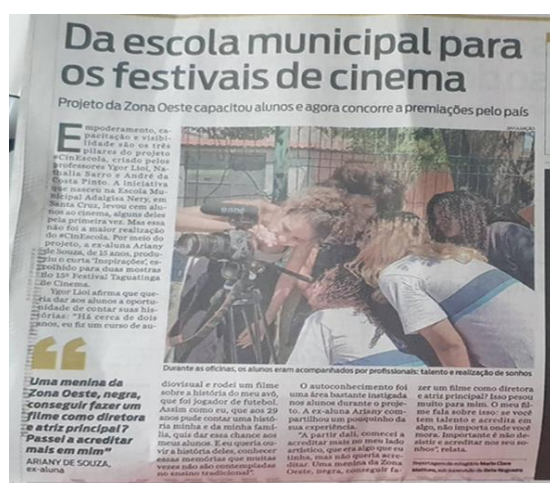 Da escola municipal para
os festivais de cinema
Projeto da Zona Oeste capacitou alunos e agora concorre a premiações pelo país
DIVULGAÇÃO
Empoderamento, ca-
pacitação e visibi-
lidade são os três
pilares do projeto
#CinEscola, criado pelos
professores Ygor Lioi, Na-
thalia Sarro e André da
Costa Pinto. A iniciativa
que nasceu na Escola Mu-
nicipal Adalgisa Nery, em
Santa Cruz, levou cem alu-
nos ao cinema, alguns deles
pela primeira vez. Mas essa
não foi a maior realização
do #CinEscola. Por meio do
projeto, a ex-aluna Ariany
de Souza, de 15 anos, produ-
ziu o curta "Inspirações", es-
colhido para duas mostras
do 15º Festival Taguatinga
de Cinema.
Ygor Lioi afirma que que-
ria dar aos alunos a oportu-
nidade de contar suas his-
tórias: "Há cerca de dois
anos, eu fiz um curso de au-
Durante as oficinas, os alunos eram acompanhados por profissionais: talento e realização de sonhos
Uma menina da
Zona Oeste, negra,
conseguir fazer um
filme como diretora
e atriz principal?
Passei a acreditar
mais em mim"
ARIANY DE SOUZA,
ex-aluna
diovisual e rodei um filme
sobre a história do meu avô,
que foi jogador de futebol.
Assim como eu, que aos 29
anos pude contar uma histó-
ria minha e da minha famí-
lia, quis dar essa chance aos
meus alunos. E eu queria ou-
vir a história deles, conhecer
essas memórias que muitas
vezes não são contempladas
no ensino tradicional".
O autoconhecimento foi
uma área bastante instigada
nos alunos durante o proje-
to. A ex-aluna Ariany com-
partilhou um pouquinho da
sua experiência.
"A partir dali, comecei a
acreditar mais no meu lado
artístico, que era algo que eu
tinha, mas não queria acre-
ditar. Uma menina da Zona
Oeste, negra, conseguir fa-
zer um filme como diretora
e atriz principal? Isso pesou
muito para mim. O meu fil-
me fala sobre isso: se você
tem talento e acredita em
algo, não importa onde você
mora. Importante é não de-
sistir e acreditar nos seu so-
nhos", relata.
Reportagem da estagiária Marie Clara
Matturo, sob supervisão de